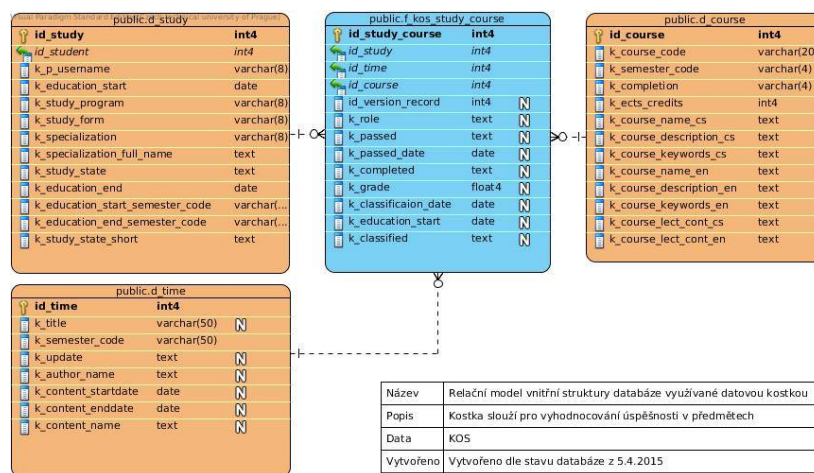 public.d_study
id_study int4
id_student int4
k_p_username varchar(8)
k_education_start date
k_study_program varchar(8)
k_study_form varchar(8)
k_specialization varchar(8)
k_specialization_full_name text
k_study_state text
k_education_end date
k_education_start_semester_code varchar(...
k_education_end_semester_code varchar(...
k_study_state_short text
public.f_kos_study_course
id_study_course int4
id_study int4
id_time int4
id_course int4
id_version_record int4 N
k_role text N
k_passed text N
k_passed_date date N
k_completed text N
k_grade float4 N
k_classificaion_date date N
k_education_start date N
k_classified text N
public.d_course
id_course int4
k_course_code varchar(20
k_semester_code varchar(4)
k_completion varchar(4)
k_ects_credits int4
k_course_name_cs text
k_course_description_cs text
k_course_keywords_cs text
k_course_name_en text
k_course_description_en text
k_course_keywords_en text
k_course_lect_cont_cs text
k_course_lect_cont_en text
public.d_time
id_time int4
k_title varchar(50) N
k_semester_code varchar(50)
k_update text N
k_author_name text N
k_content_startdate date N
k_content_enddate date N
k_content_name text N
Název Relační model vnitřní struktury databáze využívané datovou kostkou
Popis Kostka slouží pro vyhodnocování úspěšnosti v předmětech
Data KOS
Vytvořeno Vytvořeno dle stavu databáze z 5.4.2015